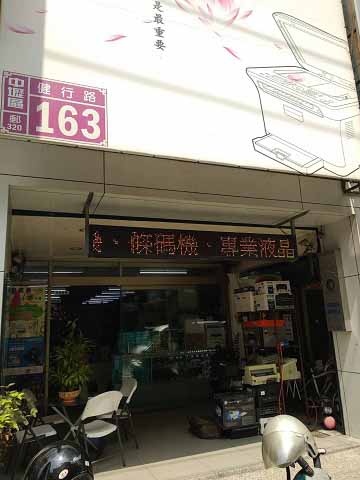 是最重要
中壢區
郵
320
健行路
163
、條碼機、專業液晶